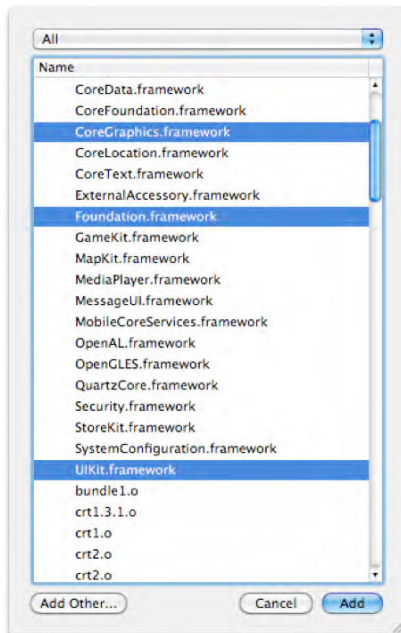 All
Name
CoreData.framework
CoreFoundation.framework
CoreGraphics.framework
CoreLocation.framework
CoreText.framework
ExternalAccessory.framework
Foundation.framework
GameKit.framework
MapKit.framework
MediaPlayer.framework
MessageUI.framework
MobileCoreServices.framework
OpenAL.framework
OpenGLES.framework
QuartzCore.framework
Security.framework
StoreKit.framework
SystemConfiguration.framework
UIKit.framework
bundle1.o
crt1.3.1.o
crt1.o
crt2.o
crt2.o
Add Other... Cancel Add